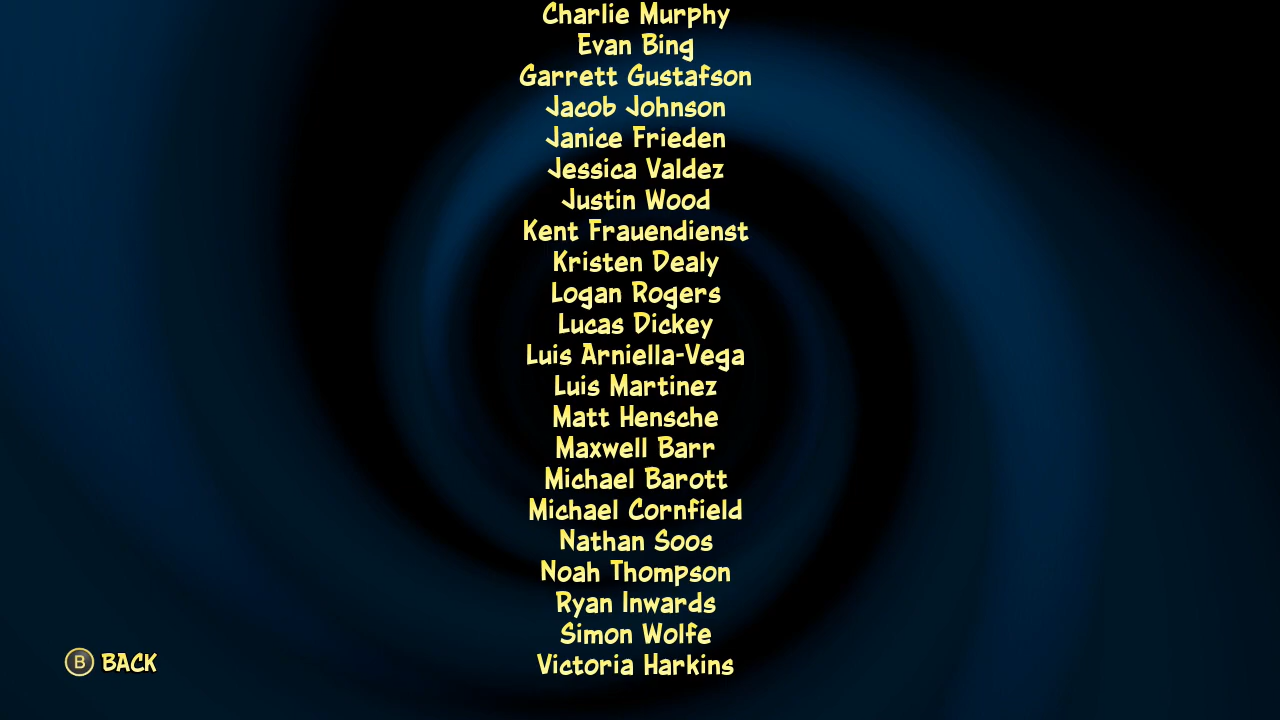 Charlie Murphy
Evan Bing
Garrett Gustafson
Jacob Johnson
Janice Frieden
Jessica Valdez
Justin Wood
Kent Frauendienst
Kristen Dealy
Logan Rogers
Lucas Dickey
Luis Arniella-Vega
Luis Martinez
Matt Hensche
Maxwell Barr
Michael Barott
Michael Cornfield
Nathan Soos
Noah Thompson
Ryan Inwards
Simon Wolfe
Victoria Harkins
B BACK